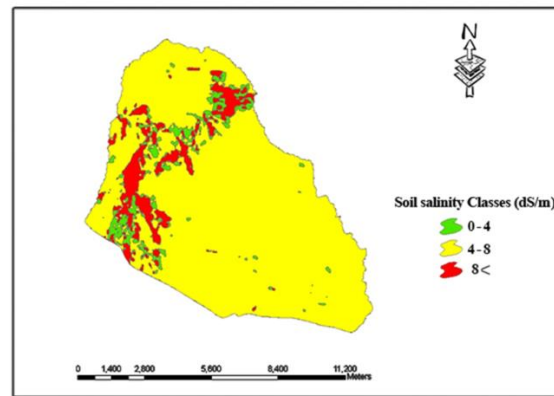 N
Soil salinity Classes (dS/m)
0-4
4-8
8<
0 1,400 2,800 5,600 8,400 11,200
Meters